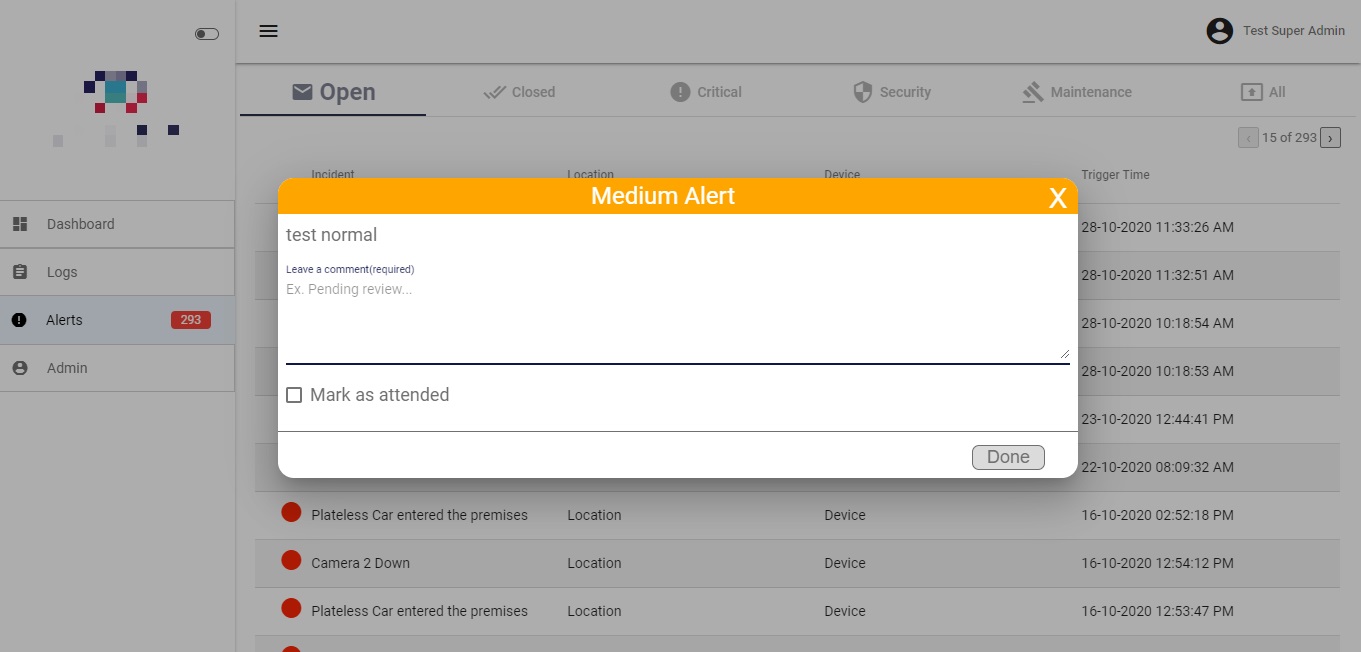 Test Super Admin
Open
Closed
Critical
Security
Maintenance
All
‹ 15 of 293 ›
Incident Location Device Trigger Time
Dashboard
Logs
Alerts 293
Admin
Medium Alert X
test normal
Leave a comment(required)
Ex. Pending review...
Mark as attended
Done
28-10-2020 11:33:26 AM
28-10-2020 11:32:51 AM
28-10-2020 10:18:54 AM
28-10-2020 10:18:53 AM
23-10-2020 12:44:41 PM
22-10-2020 08:09:32 AM
Plateless Car entered the premises Location Device 16-10-2020 02:52:18 PM
Camera 2 Down Location Device 16-10-2020 12:54:12 PM
Plateless Car entered the premises Location Device 16-10-2020 12:53:47 PM